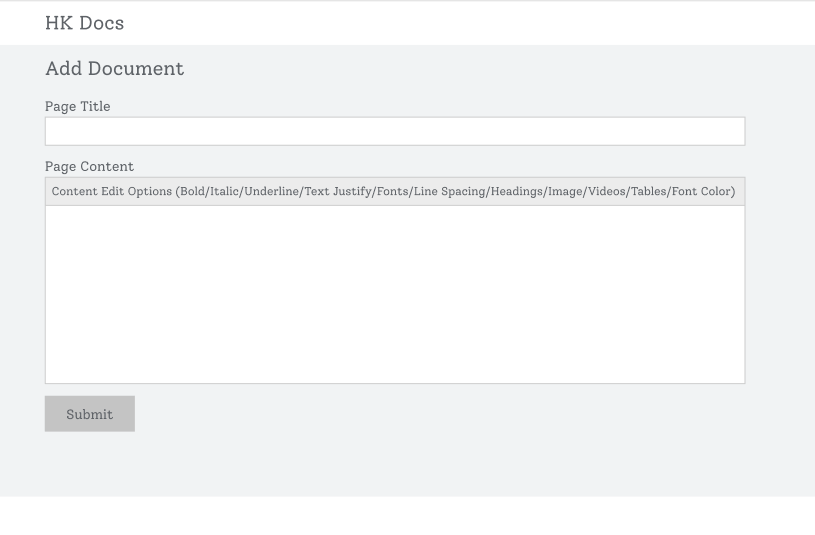 HK Docs
Add Document
Page Title
Page Content
Content Edit Options (Bold/Italic/Underline/Text Justify/Fonts/Line Spacing/Headings/Image/Videos/Tables/Font Color)
Submit